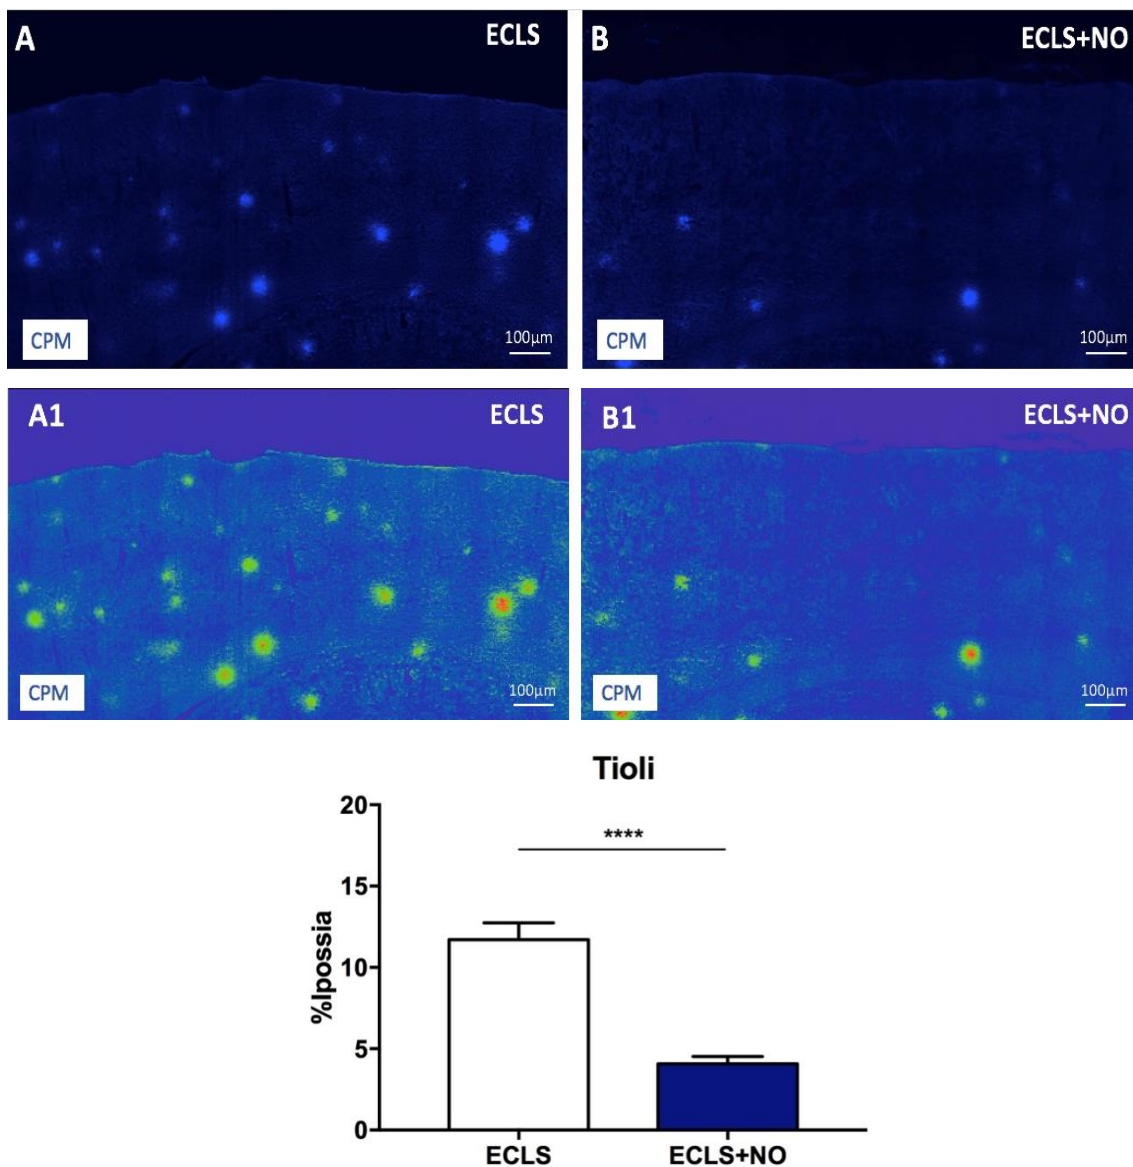 A
ECLS
B
ECLS+NO
CPM
100µm
CPM
100µm
A1
ECLS
B1
ECLS+NO
CPM
100µm
CPM
100µm
Tioli
%Ipossia
20
****
15
10
5
0
ECLS
ECLS+NO